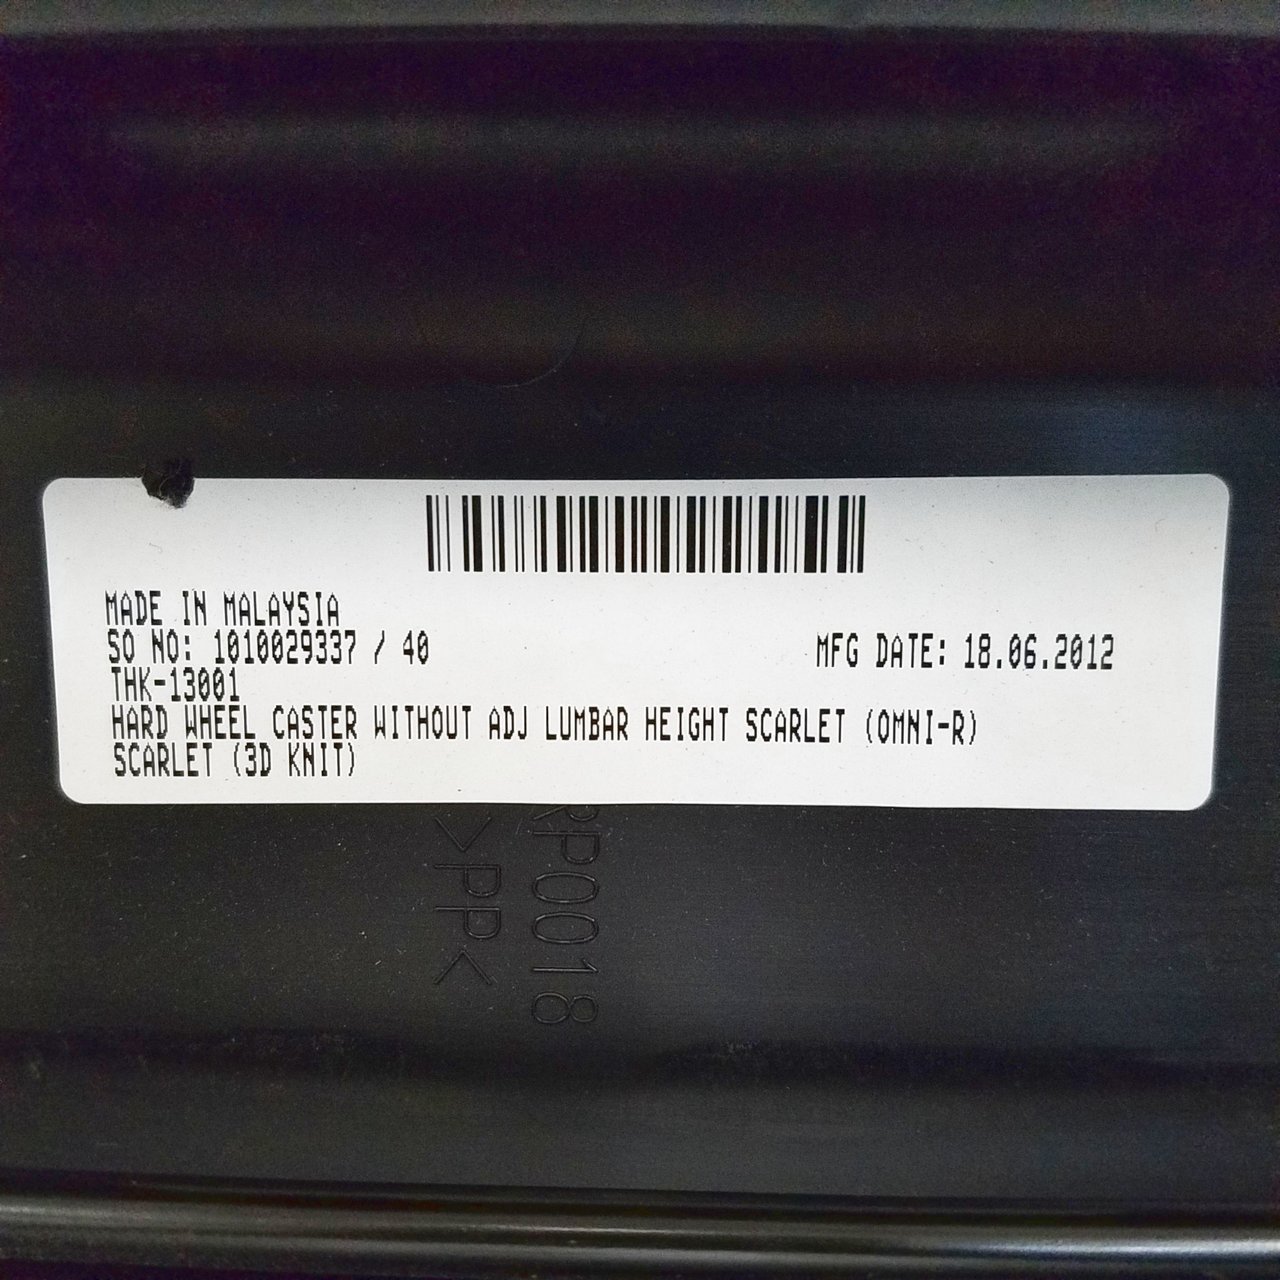 MADE IN MALAYSIA
SO NO: 1010029337 / 40
MFG DATE: 18.06.2012
THK-13001
HARD WHEEL CASTER WITHOUT ADJ LUMBAR HEIGHT SCARLET (OMNI-R)
SCARLET (3D KNIT)
RP0018
>PP<